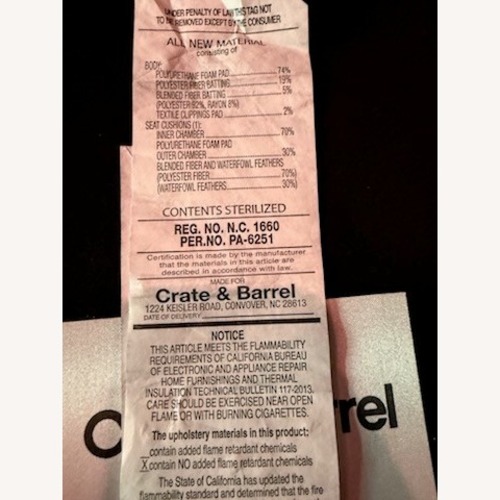 UNDER PENALTY OF LAW THIS TAG NOT
TO BE REMOVED EXCEPT BY THE CONSUMER
ALL NEW MATERIAL
consisting of
BODY:
POLYURETHANE FOAM PAD 74%
POLYESTER FIBER BATTING 19%
BLENDED FIBER BATTING 5%
(POLYESTER 92%, RAYON 8%)
TEXTILE CLIPPINGS PAD 2%
SEAT CUSHIONS (1):
INNER CHAMBER 70%
POLYURETHANE FOAM PAD
OUTER CHAMBER 30%
BLENDED FIBER AND WATERFOWL FEATHERS
(POLYESTER FIBER 70%)
(WATERFOWL FEATHERS 30%)
CONTENTS STERILIZED
REG. NO. N.C. 1660
PER.NO. PA-6251
Certification is made by the manufacturer
that the materials in this article are
described in accordance with law.
MADE FOR
Crate & Barrel
1224 KEISLER ROAD, CONVOVER, NC 28613
DATE OF DELIVERY
NOTICE
THIS ARTICLE MEETS THE FLAMMABILITY
REQUIREMENTS OF CALIFORNIA BUREAU
OF ELECTRONIC AND APPLIANCE REPAIR
HOME FURNISHINGS AND THERMAL
INSULATION TECHNICAL BULLETIN 117-2013.
CARE SHOULD BE EXERCISED NEAR OPEN
FLAME OR WITH BURNING CIGARETTES.
The upholstery materials in this product:
_contain added flame retardant chemicals
X contain NO added flame retardant chemicals
The State of California has updated the
flammability standard and determined that the fire
C rrel